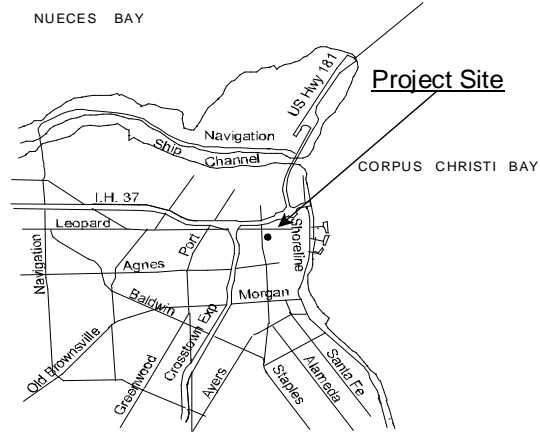 NUECES BAY
US Hwy 181
Project Site
Navigation
Ship Channel
CORPUS CHRISTI BAY
I.H. 37
Leopard
Port
Shoreline
Navigation
Agnes
Baldwin
Morgan
Crosstown Exp
Old Brownsville
Greenwood
Ayers
Staples
Alameda
Santa Fe